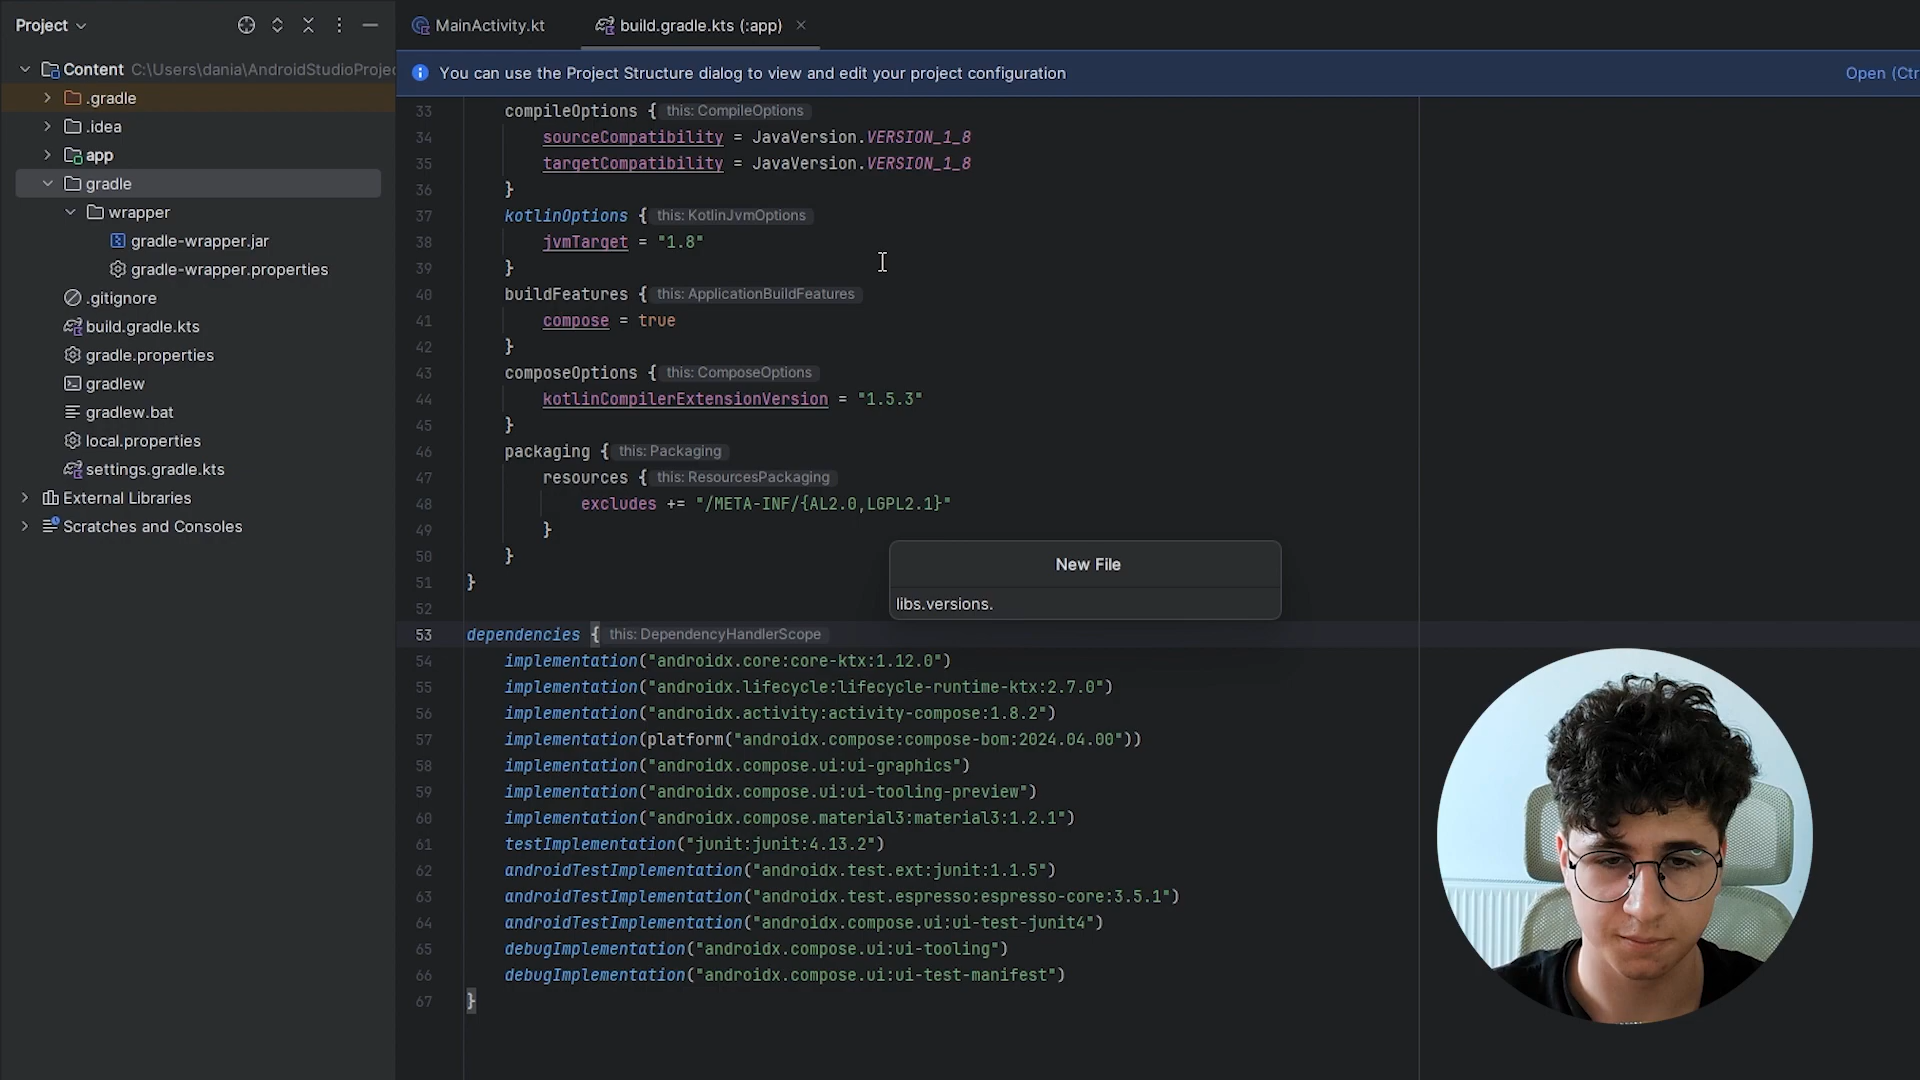 Project
Content C:\Users\dania\AndroidStudioProje
.gradle
.idea
app
gradle
wrapper
gradle-wrapper.jar
gradle-wrapper.properties
.gitignore
build.gradle.kts
gradle.properties
gradlew
gradlew.bat
local.properties
settings.gradle.kts
External Libraries
Scratches and Consoles
MainActivity.kt
build.gradle.kts (:app)
You can use the Project Structure dialog to view and edit your project configuration
Open (Ctr
33 compileOptions { this: CompileOptions
34 sourceCompatibility = JavaVersion.VERSION_1_8
35 targetCompatibility = JavaVersion.VERSION_1_8
36 }
37 kotlinOptions { this: KotlinJvmOptions
38 jvmTarget = "1.8"
39 }
40 buildFeatures { this: ApplicationBuildFeatures
41 compose = true
42 }
43 composeOptions { this: ComposeOptions
44 kotlinCompilerExtensionVersion = "1.5.3"
45 }
46 packaging { this: Packaging
47 resources { this: ResourcesPackaging
48 excludes += "/META-INF/{AL2.0,LGPL2.1}"
49 }
50 }
51 }
52
53 dependencies { this: DependencyHandlerScope
54 implementation("androidx.core:core-ktx:1.12.0")
55 implementation("androidx.lifecycle:lifecycle-runtime-ktx:2.7.0")
56 implementation("androidx.activity:activity-compose:1.8.2")
57 implementation(platform("androidx.compose:compose-bom:2024.04.00"))
58 implementation("androidx.compose.ui:ui-graphics")
59 implementation("androidx.compose.ui:ui-tooling-preview")
60 implementation("androidx.compose.material3:material3:1.2.1")
61 testImplementation("junit:junit:4.13.2")
62 androidTestImplementation("androidx.test.ext:junit:1.1.5")
63 androidTestImplementation("androidx.test.espresso:espresso-core:3.5.1")
64 androidTestImplementation("androidx.compose.ui:ui-test-junit4")
65 debugImplementation("androidx.compose.ui:ui-tooling")
66 debugImplementation("androidx.compose.ui:ui-test-manifest")
67 }
New File
libs.versions.